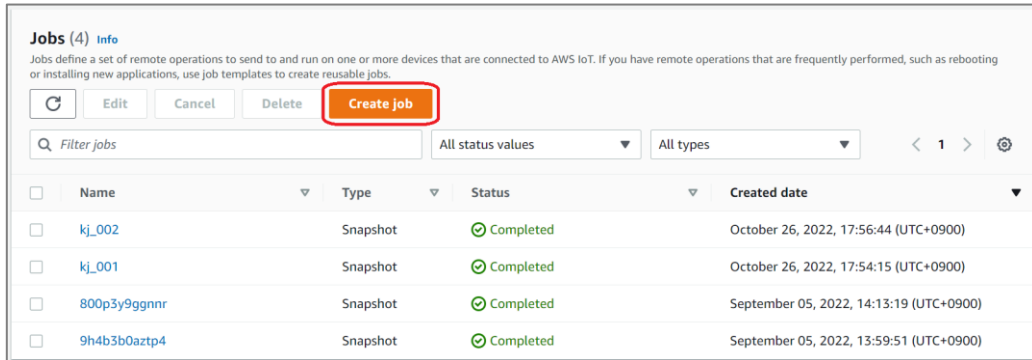 Jobs (4) Info
Jobs define a set of remote operations to send to and run on one or more devices that are connected to AWS IoT. If you have remote operations that are frequently performed, such as rebooting
or installing new applications, use job templates to create reusable jobs.
Edit Cancel Delete Create job
Filter jobs All status values All types 1
Name Type Status Created date
kj_002 Snapshot Completed October 26, 2022, 17:56:44 (UTC+0900)
kj_001 Snapshot Completed October 26, 2022, 17:54:15 (UTC+0900)
800p3y9ggnnr Snapshot Completed September 05, 2022, 14:13:19 (UTC+0900)
9h4b3b0aztp4 Snapshot Completed September 05, 2022, 13:59:51 (UTC+0900)